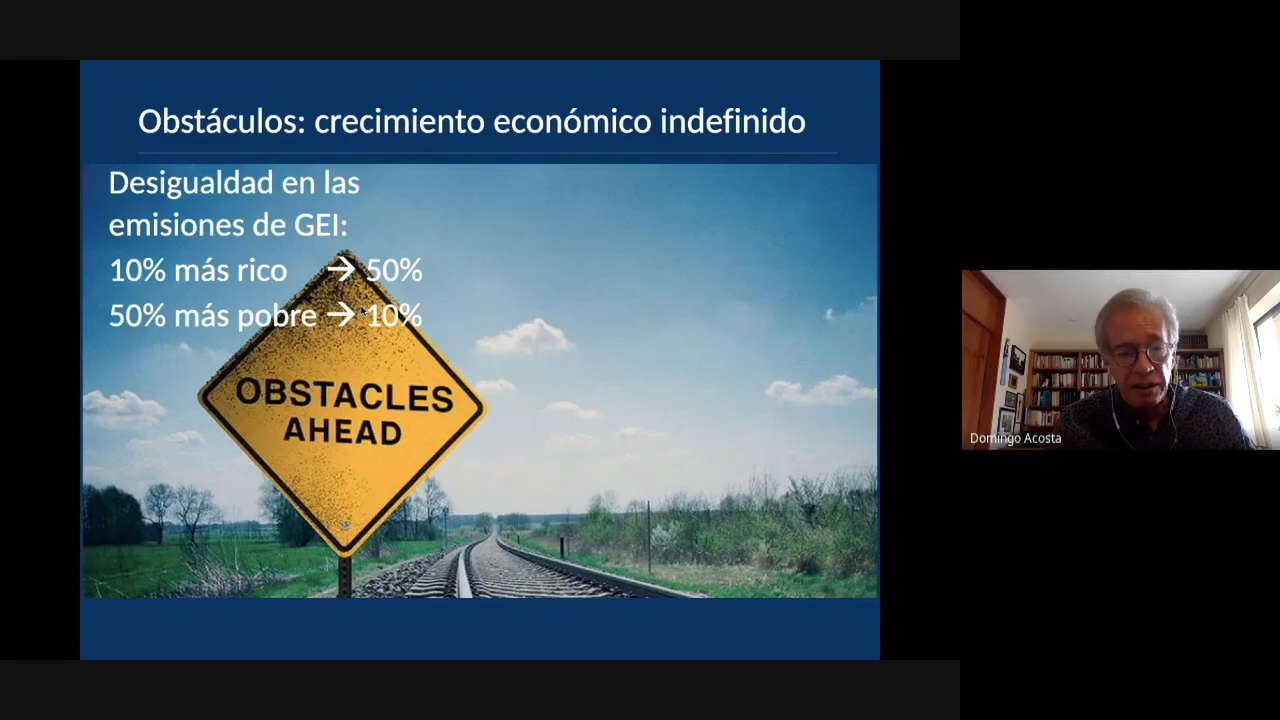 Obstáculos: crecimiento económico indefinido
Desigualdad en las
emisiones de GEI:
10% más rico → 50%
50% más pobre → 10%
OBSTACLES
AHEAD
Domingo Acosta